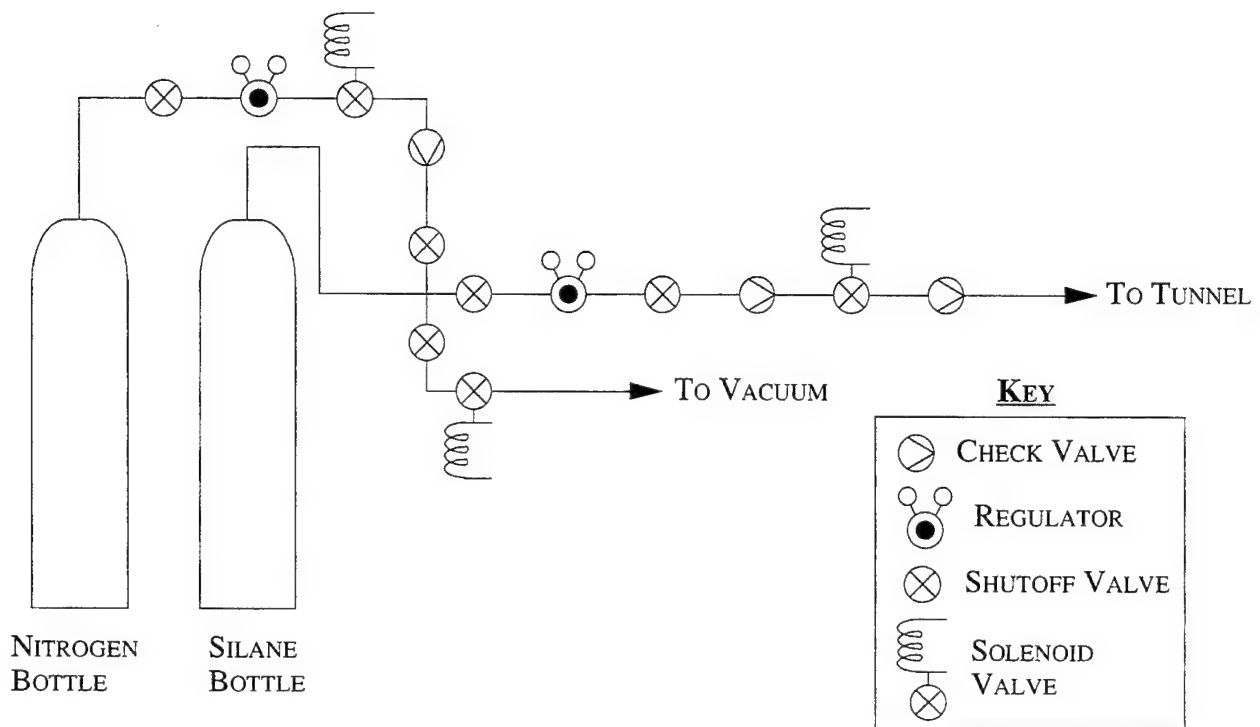 TO TUNNEL
TO VACUUM
KEY
CHECK VALVE
REGULATOR
SHUTOFF VALVE
SOLENOID
VALVE
NITROGEN
BOTTLE
SILANE
BOTTLE